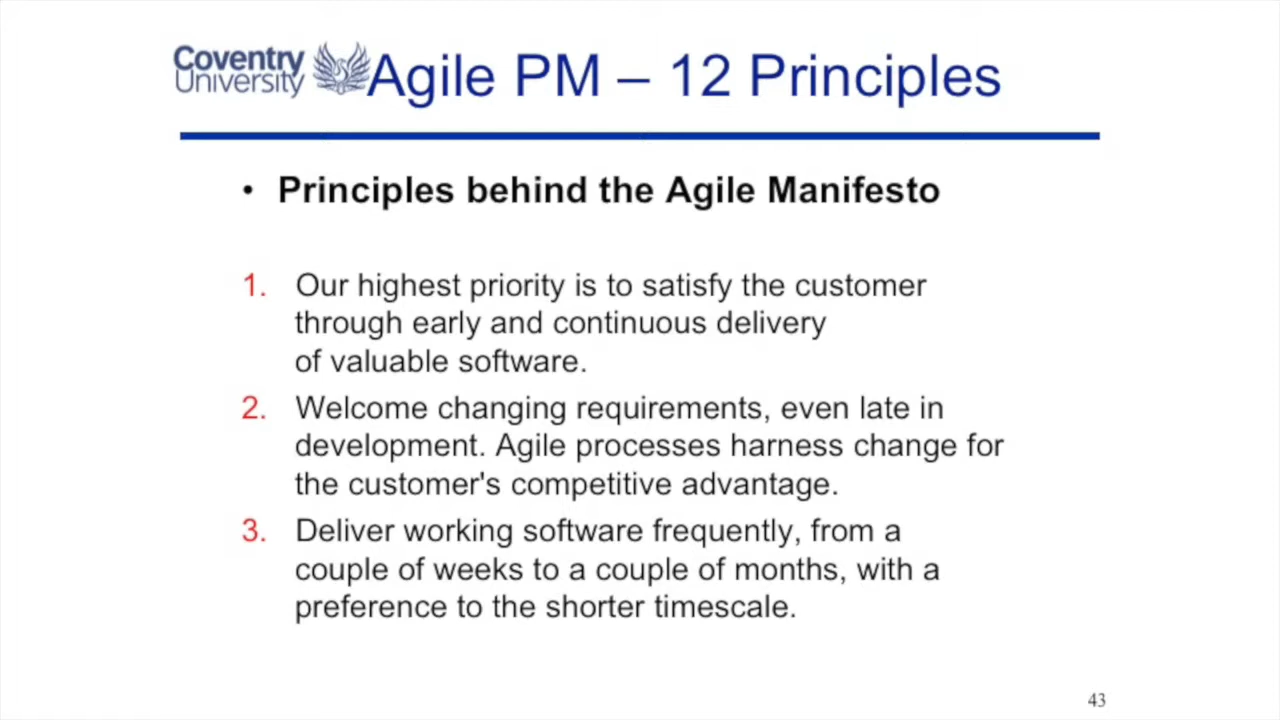 Coventry
University
Agile PM – 12 Principles
• Principles behind the Agile Manifesto
1. Our highest priority is to satisfy the customer
through early and continuous delivery
of valuable software.
2. Welcome changing requirements, even late in
development. Agile processes harness change for
the customer's competitive advantage.
3. Deliver working software frequently, from a
couple of weeks to a couple of months, with a
preference to the shorter timescale.
43